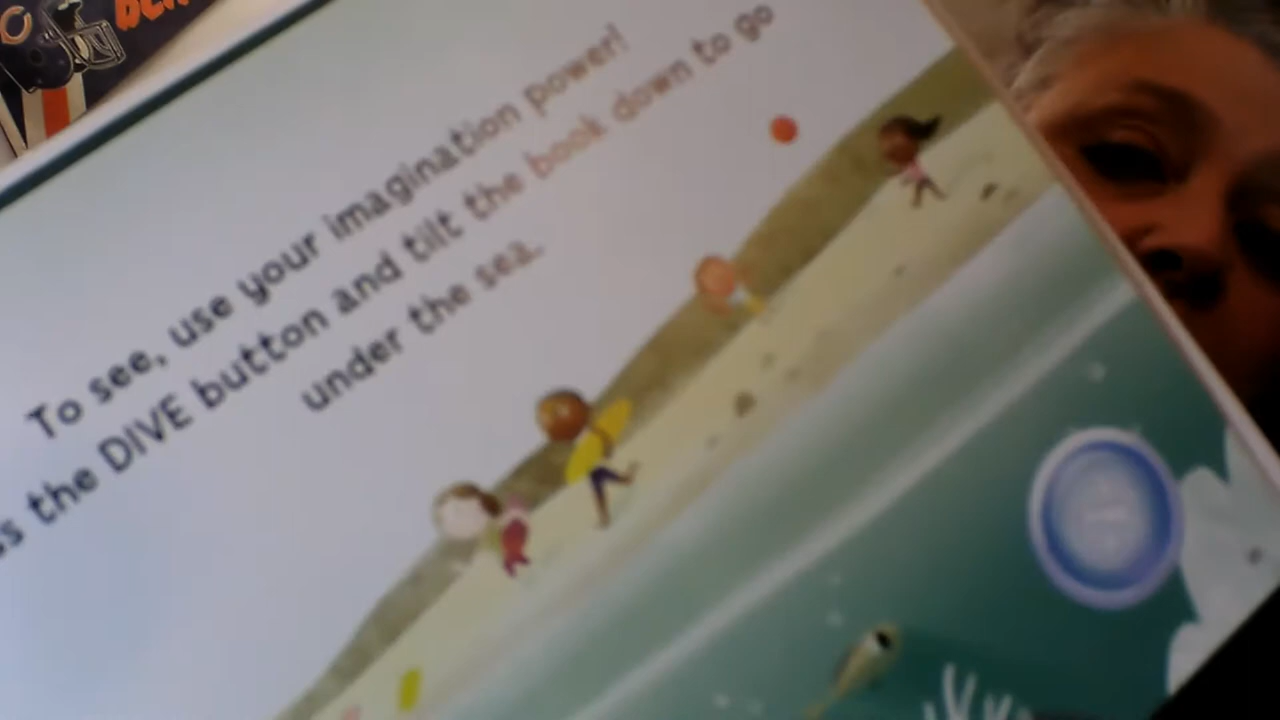 To see, use your imagination power!
the DIVE button and tilt the book down to go
under the sea.